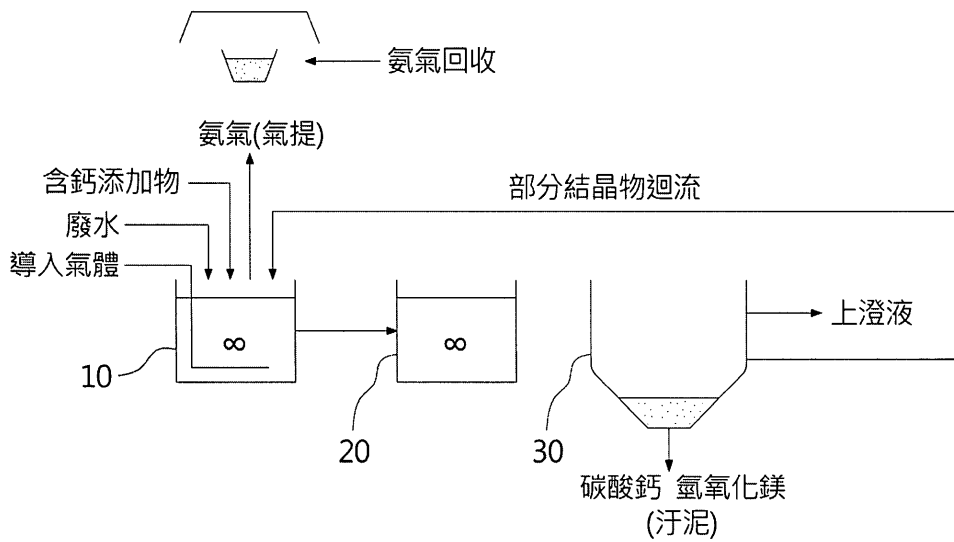 氨氣回收
氨氣(氣提)
含鈣添加物
部分結晶物迴流
廢水
導入氣體
∞
∞
上澄液
10
20
30
碳酸鈣 氫氧化鎂
(汙泥)